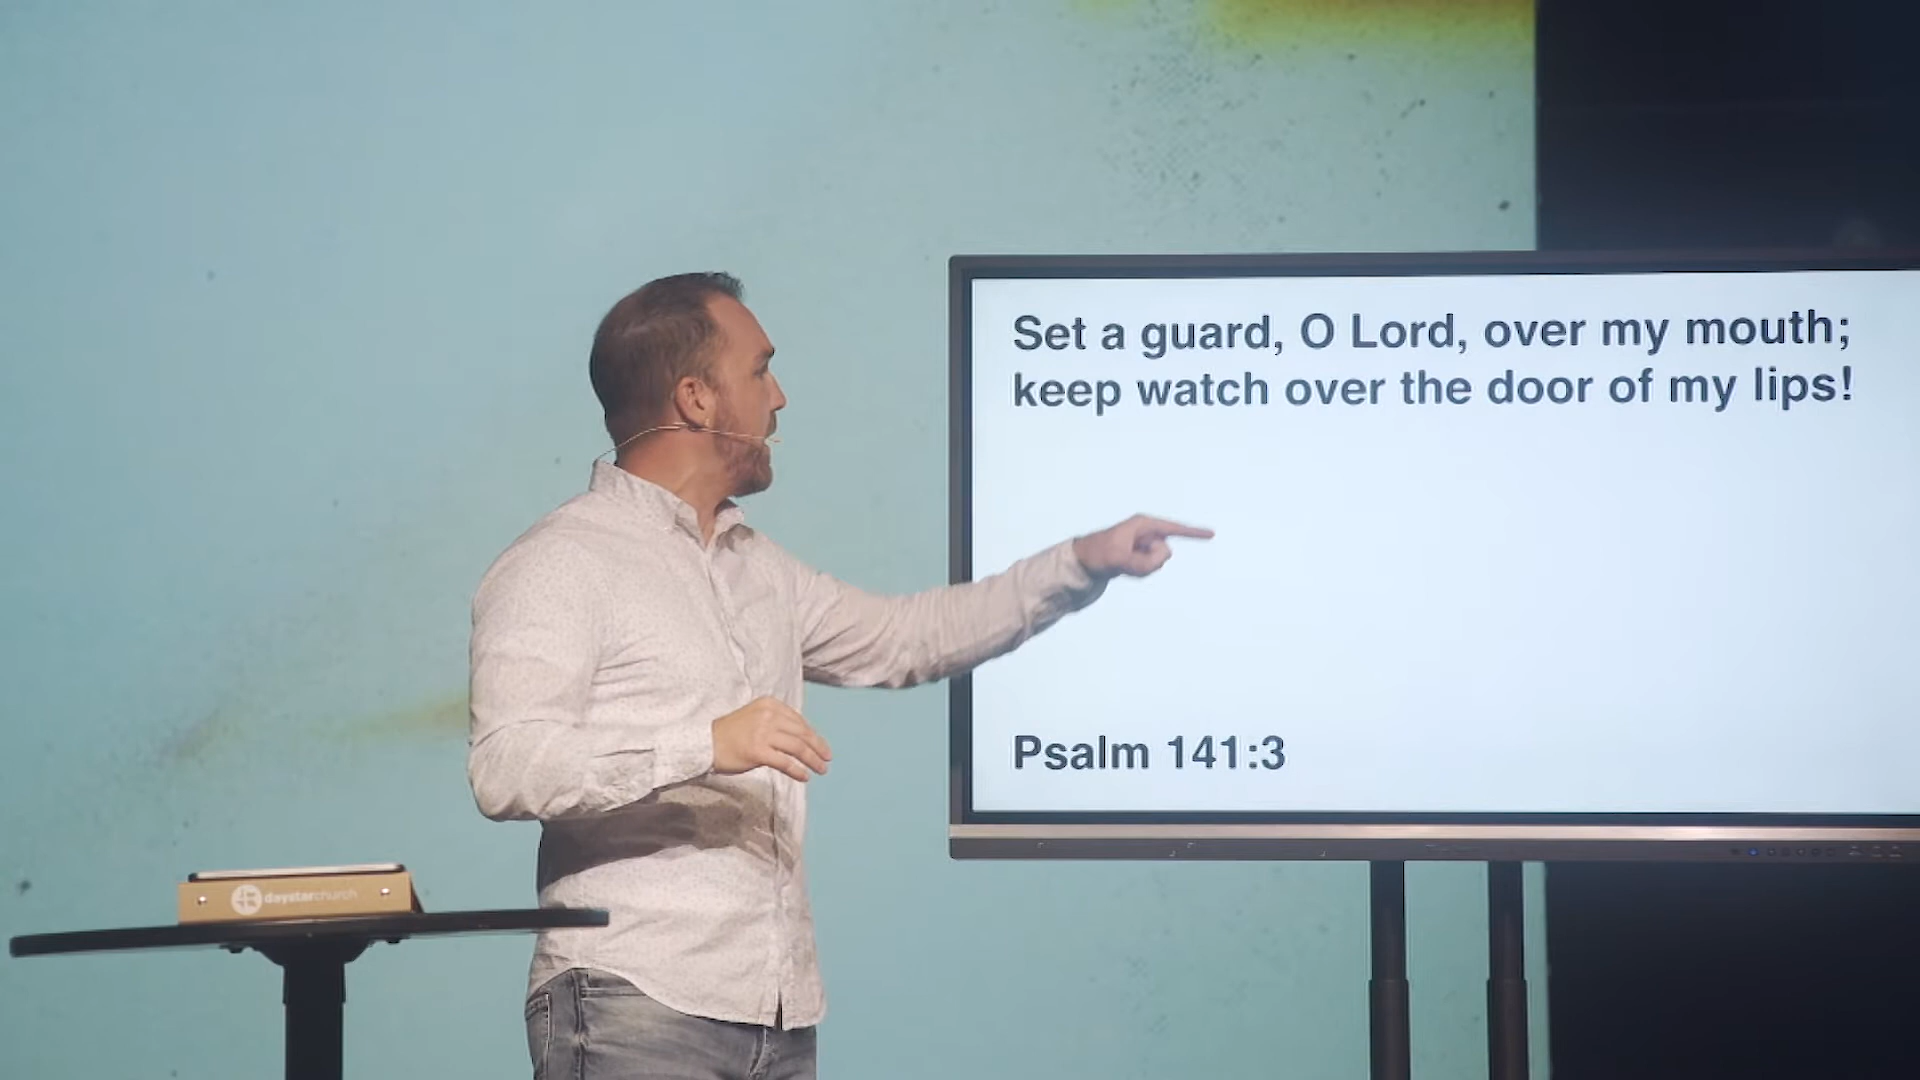 Set a guard, O Lord, over my mouth;
keep watch over the door of my lips!
Psalm 141:3
daystarchurch